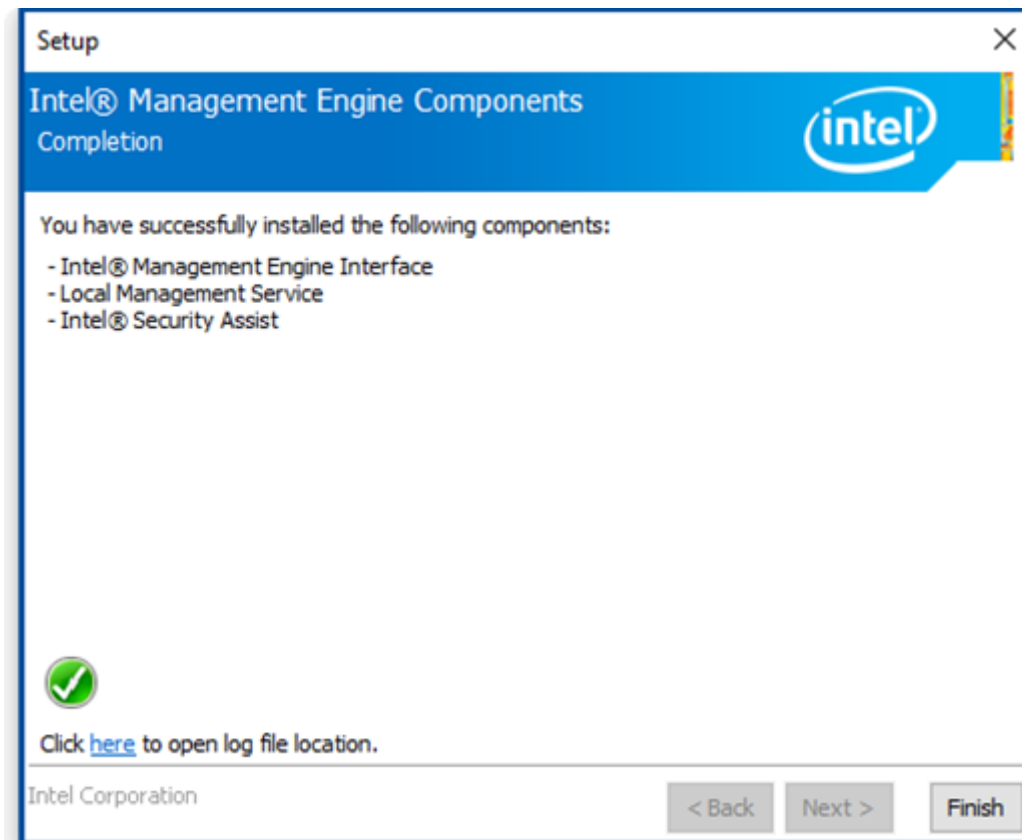 Setup
Intel® Management Engine Components
Completion
intel
You have successfully installed the following components:
- Intel® Management Engine Interface
- Local Management Service
- Intel® Security Assist
Click here to open log file location.
Intel Corporation
< Back Next > Finish